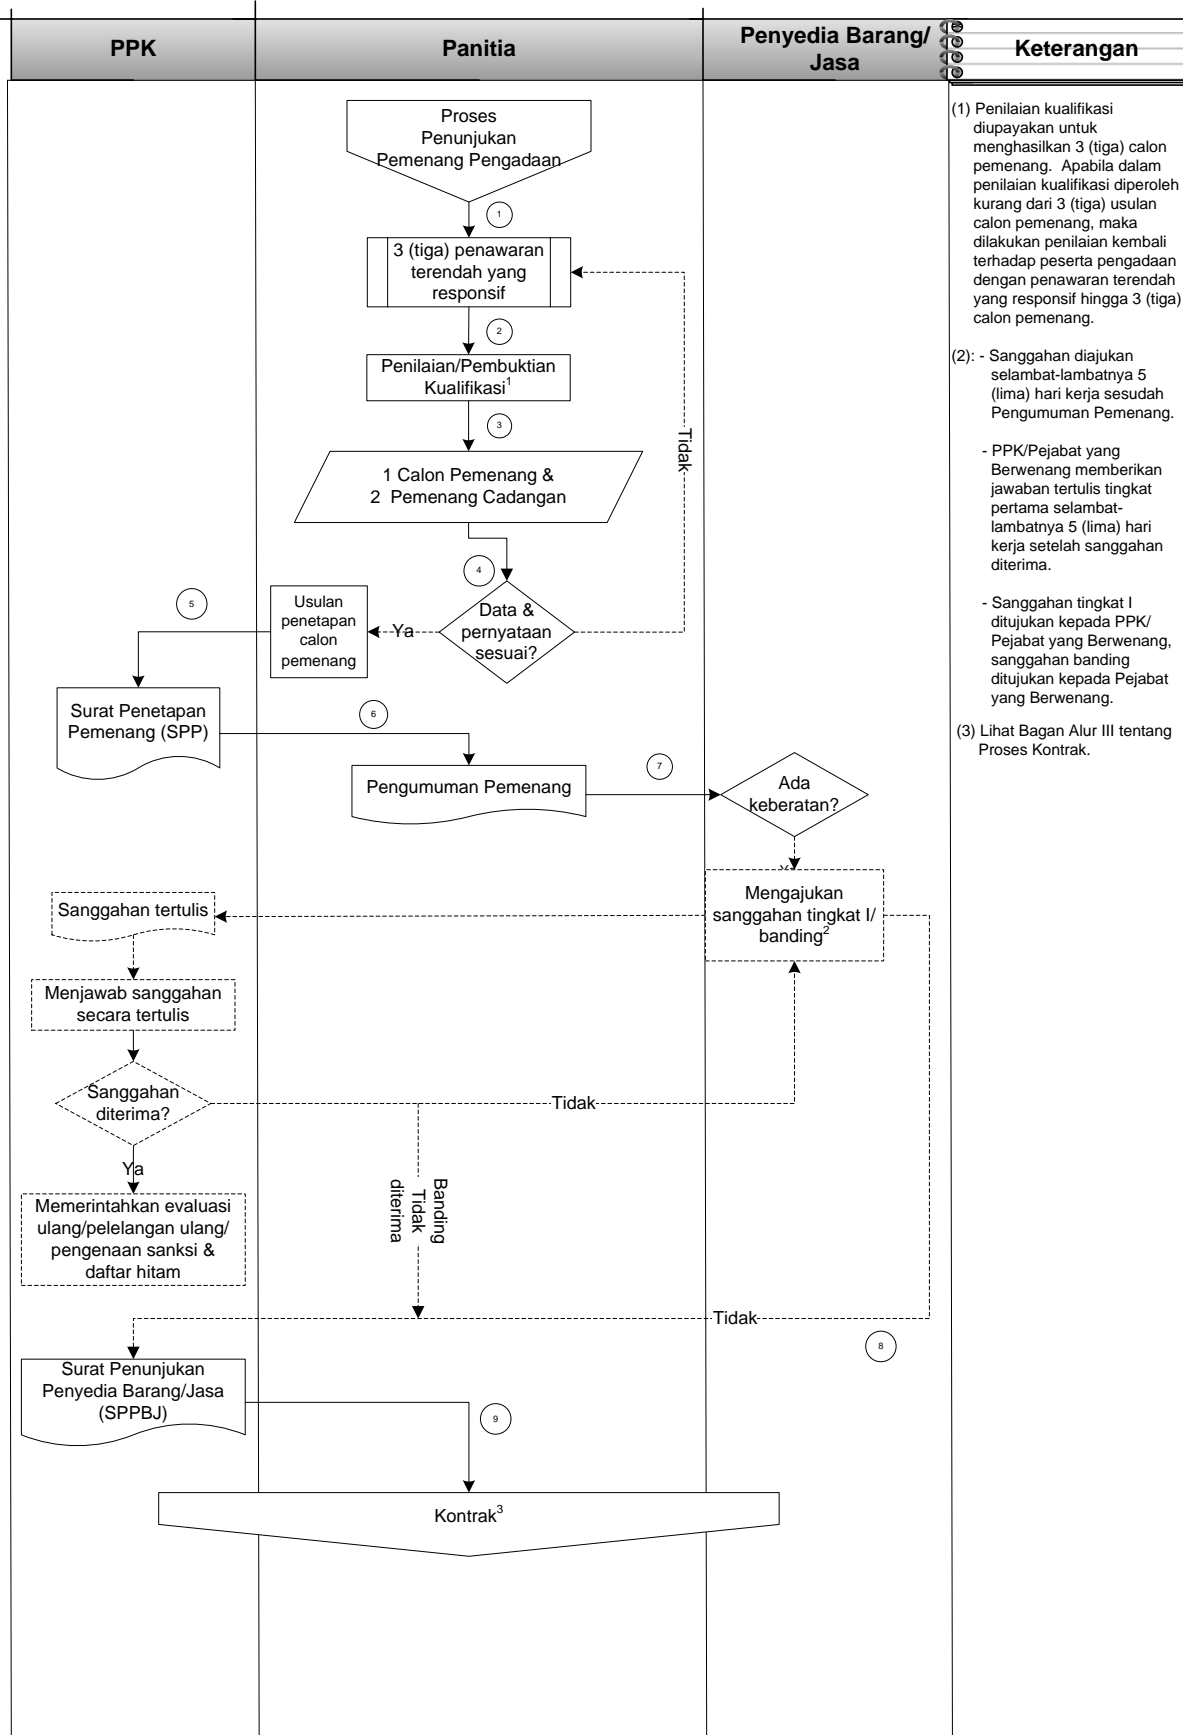 PPK
Panitia
Penyedia Barang/
Jasa
Keterangan
Proses
Penunjukan
Pemenang Pengadaan
1
3 (tiga) penawaran
terendah yang
responsif
2
Penilaian/Pembuktian
Kualifikasi1
3
1 Calon Pemenang &
2 Pemenang Cadangan
Tidak
4
Data &
pernyataan
sesuai?
Ya
Usulan
penetapan
calon
pemenang
5
Surat Penetapan
Pemenang (SPP)
6
Pengumuman Pemenang
7
Ada
keberatan?
Mengajukan
sanggahan tingkat I/
banding2
Sanggahan tertulis
Menjawab sanggahan
secara tertulis
Sanggahan
diterima?
Tidak
Ya
Banding
Tidak
diterima
Memerintahkan evaluasi
ulang/pelelangan ulang/
pengenaan sanksi &
daftar hitam
Tidak
8
Surat Penunjukan
Penyedia Barang/Jasa
(SPPBJ)
9
Kontrak3
(1) Penilaian kualifikasi
diupayakan untuk
menghasilkan 3 (tiga) calon
pemenang. Apabila dalam
penilaian kualifikasi diperoleh
kurang dari 3 (tiga) usulan
calon pemenang, maka
dilakukan penilaian kembali
terhadap peserta pengadaan
dengan penawaran terendah
yang responsif hingga 3 (tiga)
calon pemenang.
(2): - Sanggahan diajukan
selambat-lambatnya 5
(lima) hari kerja sesudah
Pengumuman Pemenang.
- PPK/Pejabat yang
Berwenang memberikan
jawaban tertulis tingkat
pertama selambat-
lambatnya 5 (lima) hari
kerja setelah sanggahan
diterima.
- Sanggahan tingkat I
ditujukan kepada PPK/
Pejabat yang Berwenang,
sanggahan banding
ditujukan kepada Pejabat
yang Berwenang.
(3) Lihat Bagan Alur III tentang
Proses Kontrak.